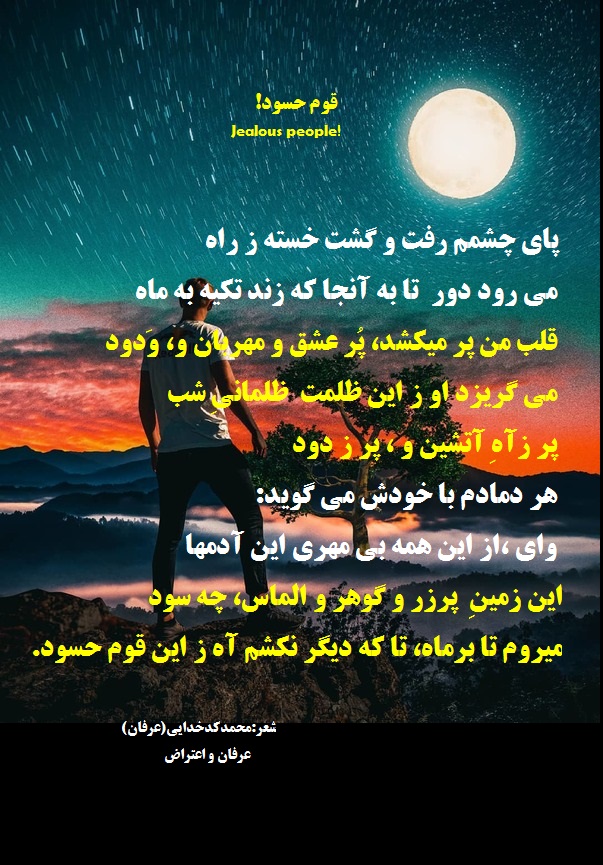 قوم حسود!
Jealous people!
پای چشمم رفت و گشت خسته ز راه
می رود دور تا به آنجا که زند تکیه به ماه
قلب من پر میکشد، پُر عشق و مهربان و، وَدود
می گریزد او ز این ظلمت ظلمانی شب
پر زآهِ آتشین و ، پر ز دود
هر دمادم با خودش می گوید:
وای ،از این همه بی مهری این آدمها
این زمینِ پرزر و گوهر و الماس، چه سود
میروم تا برماه، تا که دیگر نکشم آه ز این قوم حسود.
شعر:محمدکدخدایی(عرفان)
عرفان و اعتراض